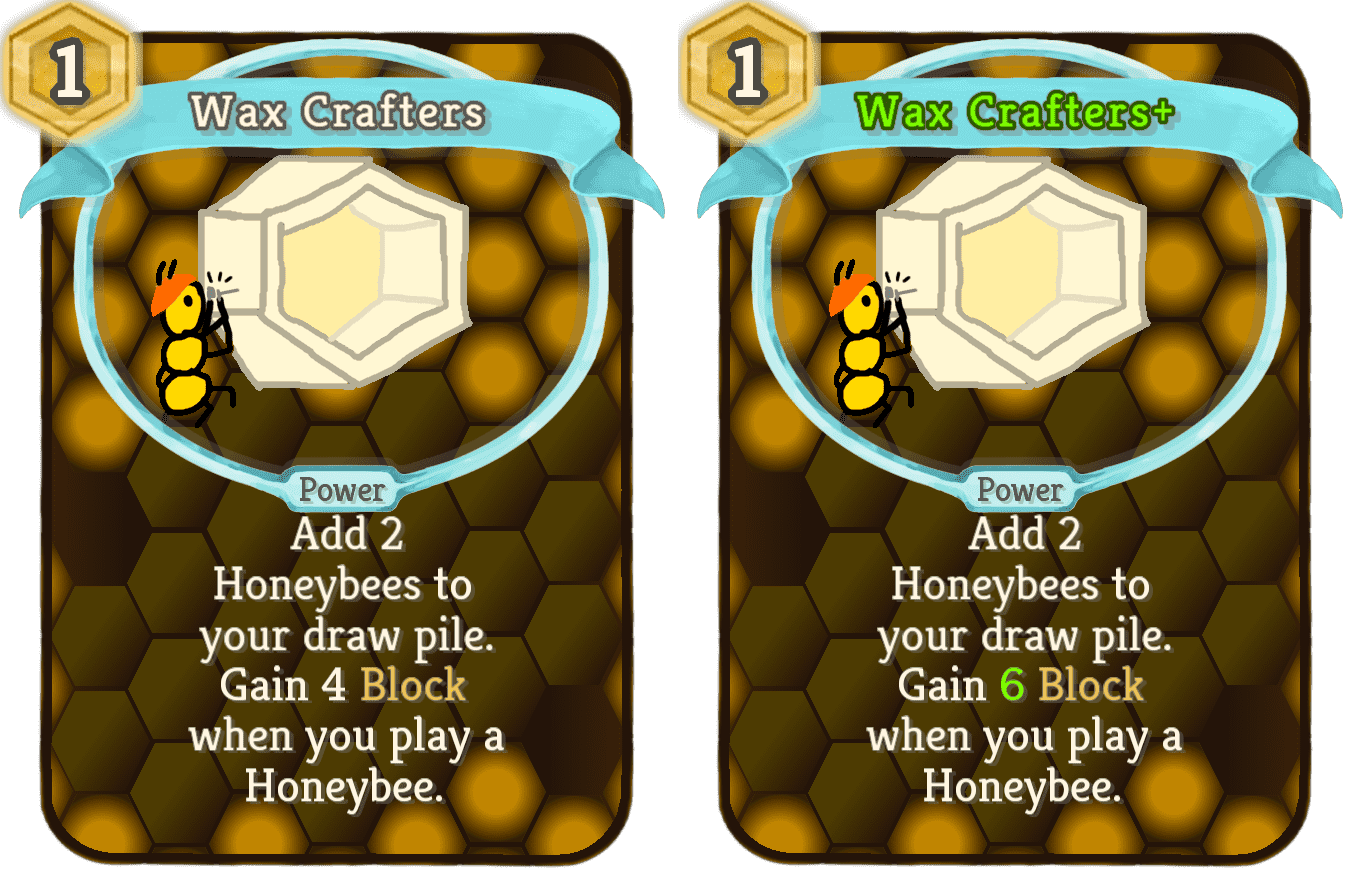 1
Wax Crafters
Power
Add 2
Honeybees to
your draw pile.
Gain 4 Block
when you play a
Honeybee.
1
Wax Crafters+
Power
Add 2
Honeybees to
your draw pile.
Gain 6 Block
when you play a
Honeybee.